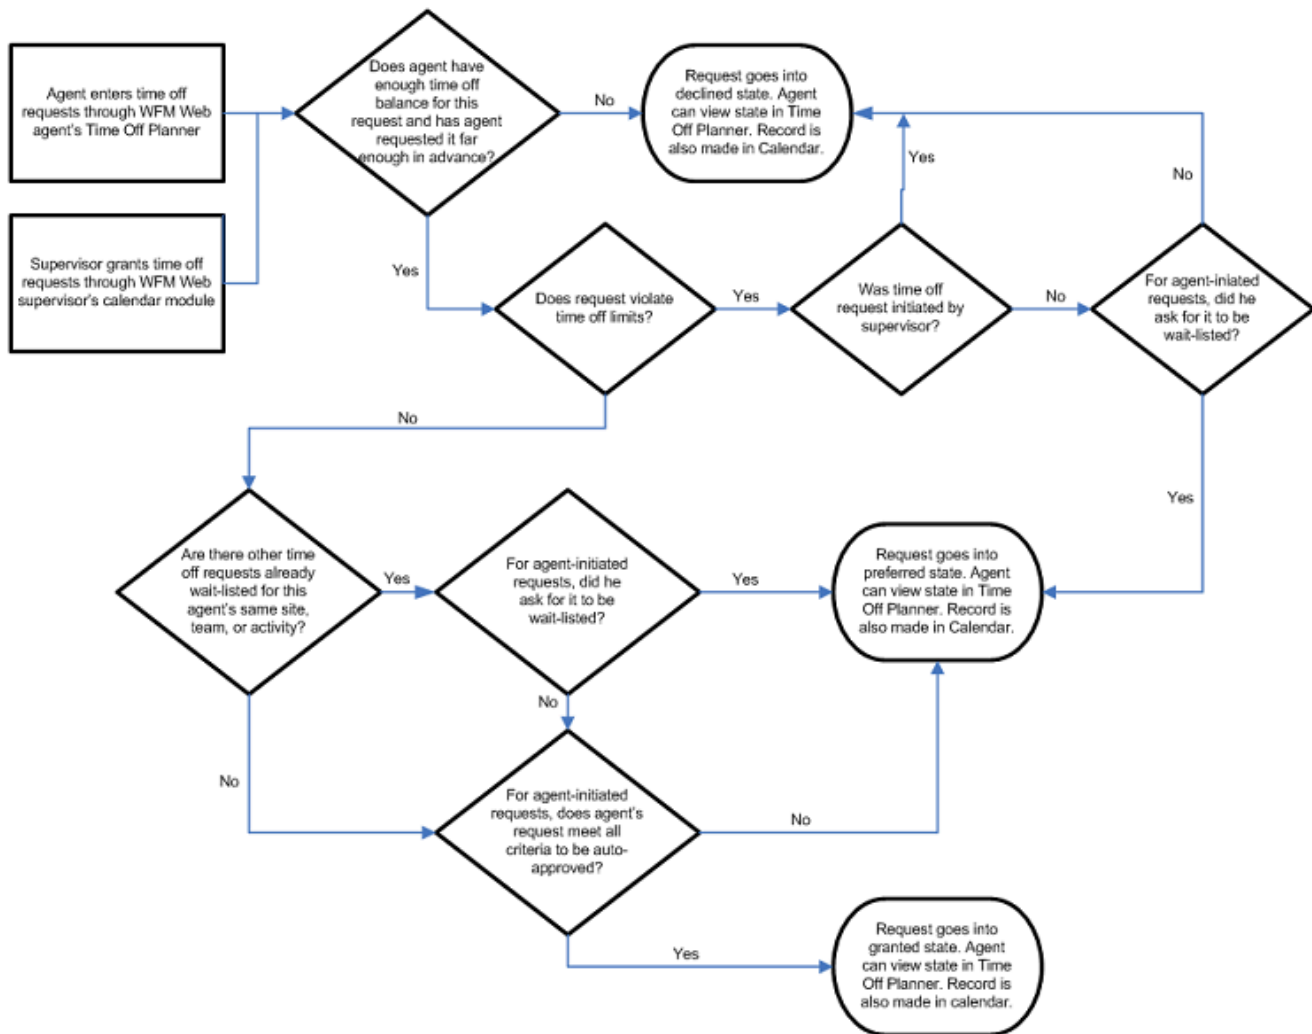 Agent enters time off
requests through WFM Web
agent's Time Off Planner
Does agent have
enough time off
balance for this
request and has agent
requested it far
enough in advance?
No
Request goes into
declined state. Agent
can view state in Time
Off Planner. Record is
also made in Calendar.
Yes
No
Supervisor grants time off
requests through WFM Web
supervisor's calendar module
Yes
Does request violate
time off limits?
Yes
Was time off
request initiated by
supervisor?
No
For agent-iniated
requests, did he
ask for it to be
wait-listed?
No
Yes
Are there other time
off requests already
wait-listed for this
agent's same site,
team, or activity?
Yes
For agent-initiated
requests, did he
ask for it to be
wait-listed?
Yes
Request goes into
preferred state. Agent
can view state in Time
Off Planner. Record is
also made in Calendar.
No
No
For agent-initiated
requests, does agent's
request meet all
criteria to be auto-
approved?
No
Yes
Request goes into
granted state. Agent
can view state in Time
Off Planner. Record is
also made in calendar.